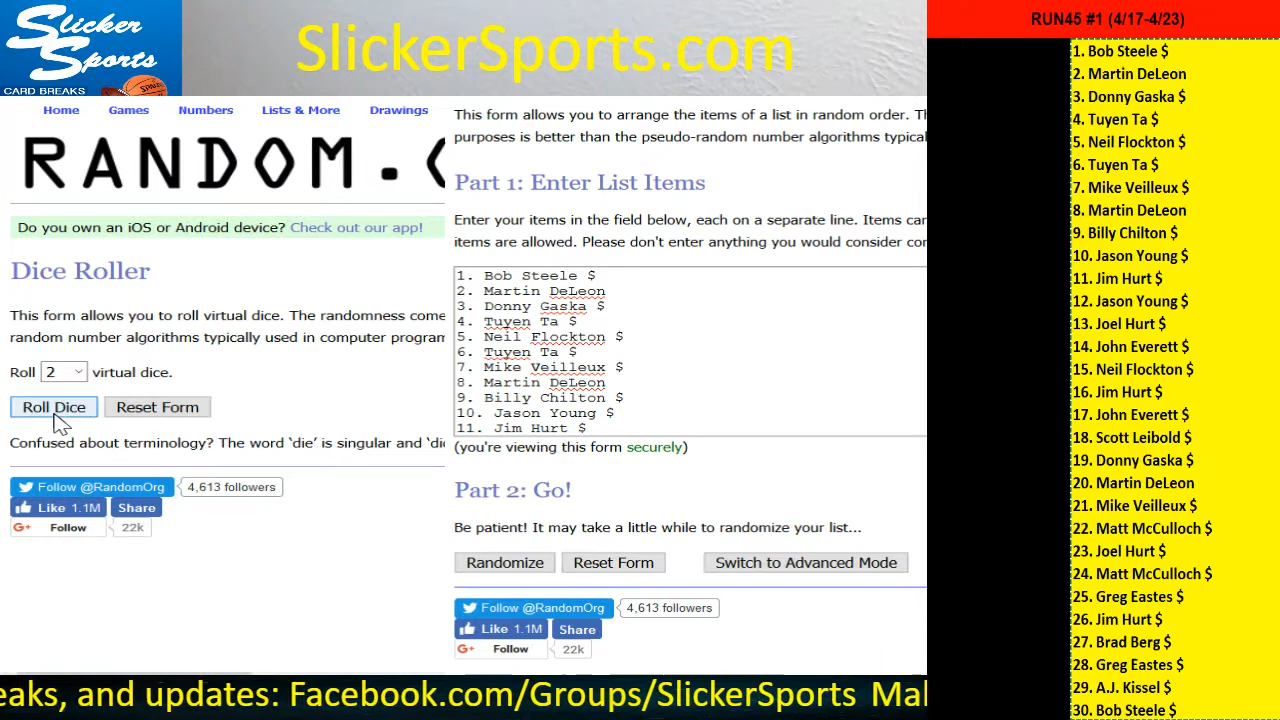 Slicker
Sports
CARD BREAKS
SlickerSports.com
Home Games Numbers Lists & More Drawings
RANDOM.
Do you own an iOS or Android device? Check out our app!
Dice Roller
This form allows you to roll virtual dice. The randomness come
random number algorithms typically used in computer program
Roll 2 virtual dice.
Roll Dice Reset Form
Confused about terminology? The word ‘die’ is singular and ‘di
Follow @RandomOrg 4,613 followers
Like 1.1M Share
G+ Follow 22k
This form allows you to arrange the items of a list in random order. T
purposes is better than the pseudo-random number algorithms typical
Part 1: Enter List Items
Enter your items in the field below, each on a separate line. Items can
items are allowed. Please don't enter anything you would consider con
1. Bob Steele $
2. Martin DeLeon
3. Donny Gaska $
4. Tuyen Ta $
5. Neil Flockton $
6. Tuyen Ta $
7. Mike Veilleux $
8. Martin DeLeon
9. Billy Chilton $
10. Jason Young $
11. Jim Hurt $
(you're viewing this form securely)
Part 2: Go!
Be patient! It may take a little while to randomize your list...
Randomize Reset Form Switch to Advanced Mode
Follow @RandomOrg 4,613 followers
Like 1.1M Share
G+ Follow 22k
RUN45 #1 (4/17-4/23)
1. Bob Steele $
2. Martin DeLeon
3. Donny Gaska $
4. Tuyen Ta $
5. Neil Flockton $
6. Tuyen Ta $
7. Mike Veilleux $
8. Martin DeLeon
9. Billy Chilton $
10. Jason Young $
11. Jim Hurt $
12. Jason Young $
13. Joel Hurt $
14. John Everett $
15. Neil Flockton $
16. Jim Hurt $
17. John Everett $
18. Scott Leibold $
19. Donny Gaska $
20. Martin DeLeon
21. Mike Veilleux $
22. Matt McCulloch $
23. Joel Hurt $
24. Matt McCulloch $
25. Greg Eastes $
26. Jim Hurt $
27. Brad Berg $
28. Greg Eastes $
29. A.J. Kissel $
30. Bob Steele $
eaks, and updates: Facebook.com/Groups/SlickerSports Mal